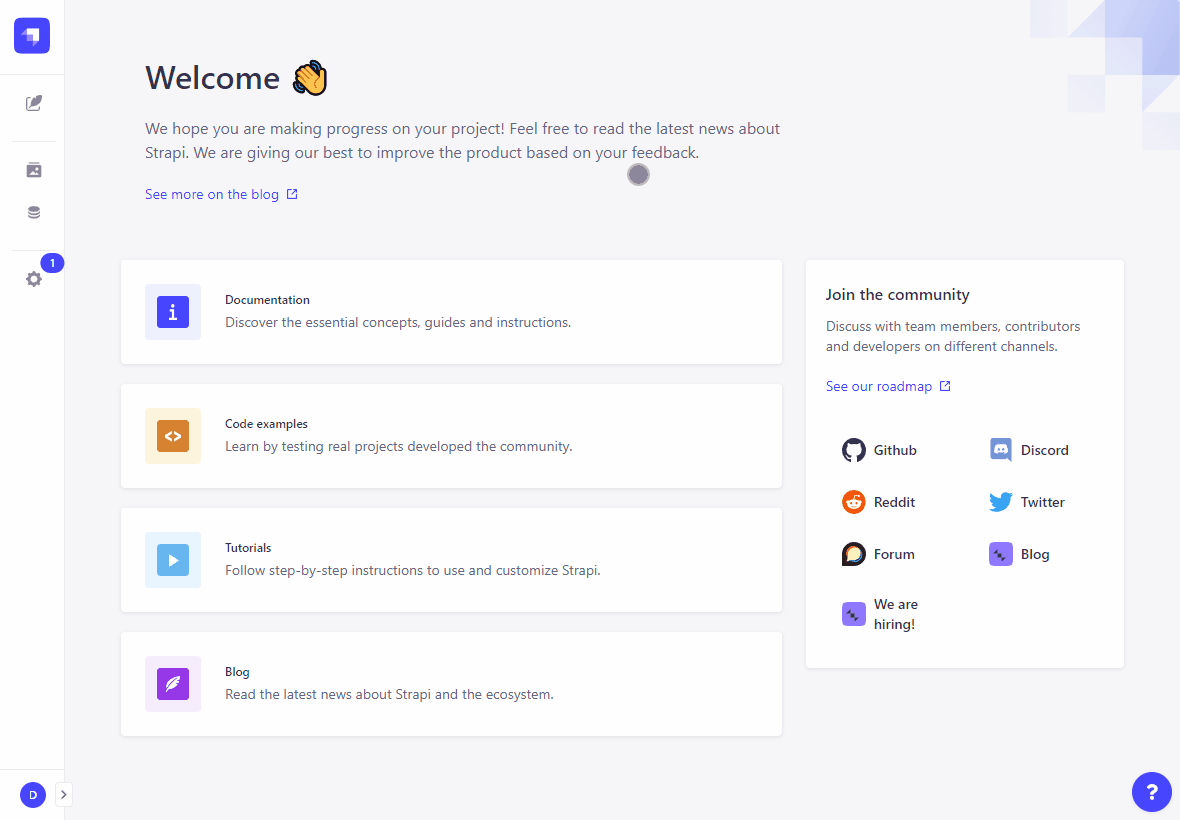 Welcome 👋
We hope you are making progress on your project! Feel free to read the latest news about
Strapi. We are giving our best to improve the product based on your feedback.
See more on the blog
1
Documentation
Discover the essential concepts, guides and instructions.
Code examples
Learn by testing real projects developed the community.
Tutorials
Follow step-by-step instructions to use and customize Strapi.
Blog
Read the latest news about Strapi and the ecosystem.
Join the community
Discuss with team members, contributors
and developers on different channels.
See our roadmap
Github
Discord
Reddit
Twitter
Forum
Blog
We are
hiring!
D
?